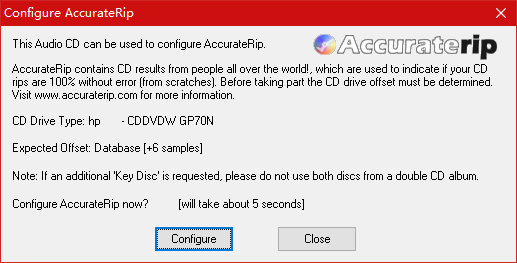 Configure AccurateRip
This Audio CD can be used to configure AccurateRip.
Accuraterip
AccurateRip contains CD results from people all over the world!, which are used to indicate if your CD
rips are 100% without error (from scratches). Before taking part the CD drive offset must be determined.
Visit www.accuraterip.com for more information.
CD Drive Type: hp - CDDVDW GP70N
Expected Offset: Database [+6 samples]
Note: If an additional 'Key Disc' is requested, please do not use both discs from a double CD album.
Configure AccurateRip now? [will take about 5 seconds]
Configure Close